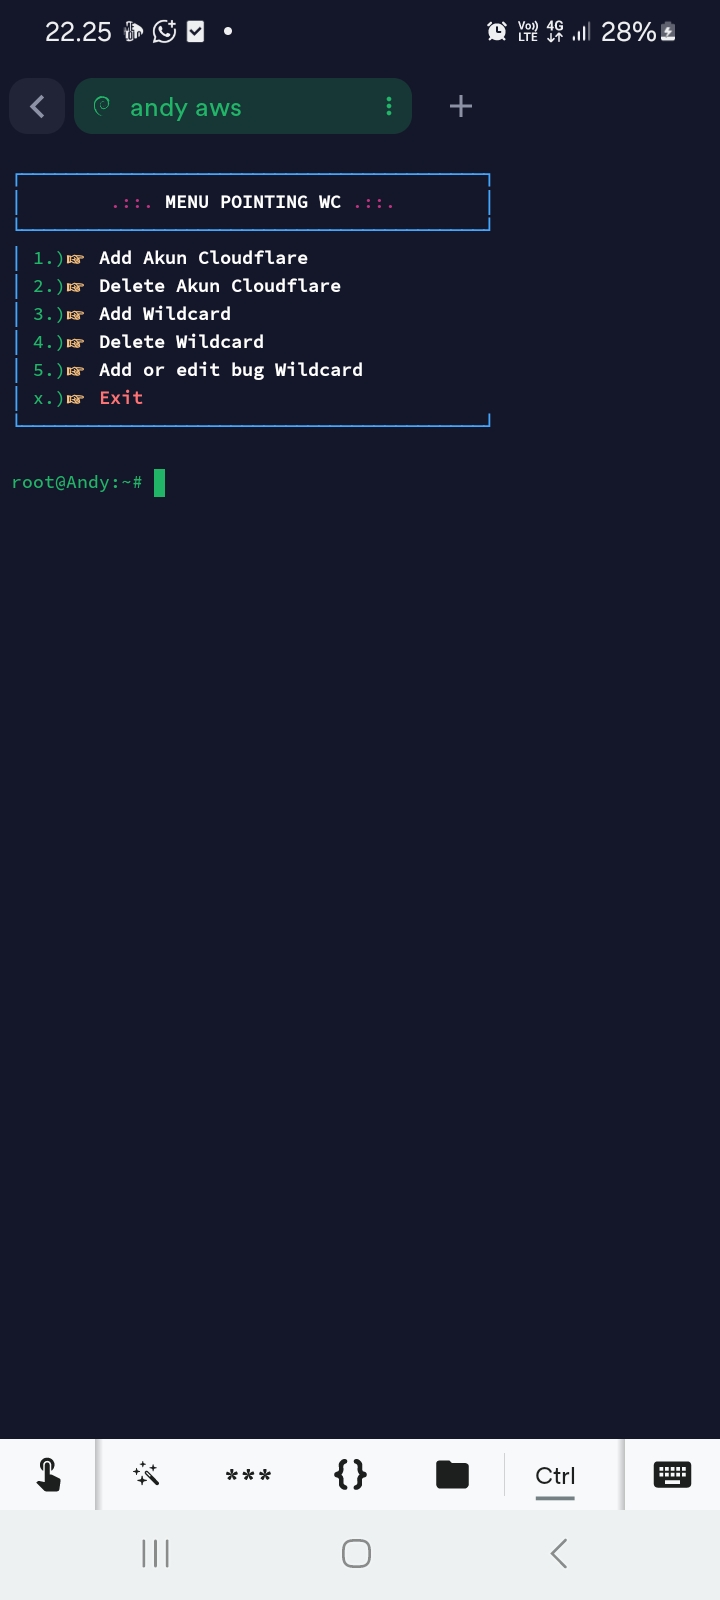 22.25
Vo)) LTE 4G 28%
andy aws
.::. MENU POINTING WC .::.
1.)☞ Add Akun Cloudflare
2.)☞ Delete Akun Cloudflare
3.)☞ Add Wildcard
4.)☞ Delete Wildcard
5.)☞ Add or edit bug Wildcard
x.)☞ Exit
root@Andy:~#
*** {} Ctrl